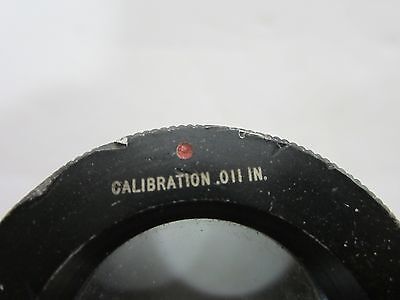 CALIBRATION .011 IN.